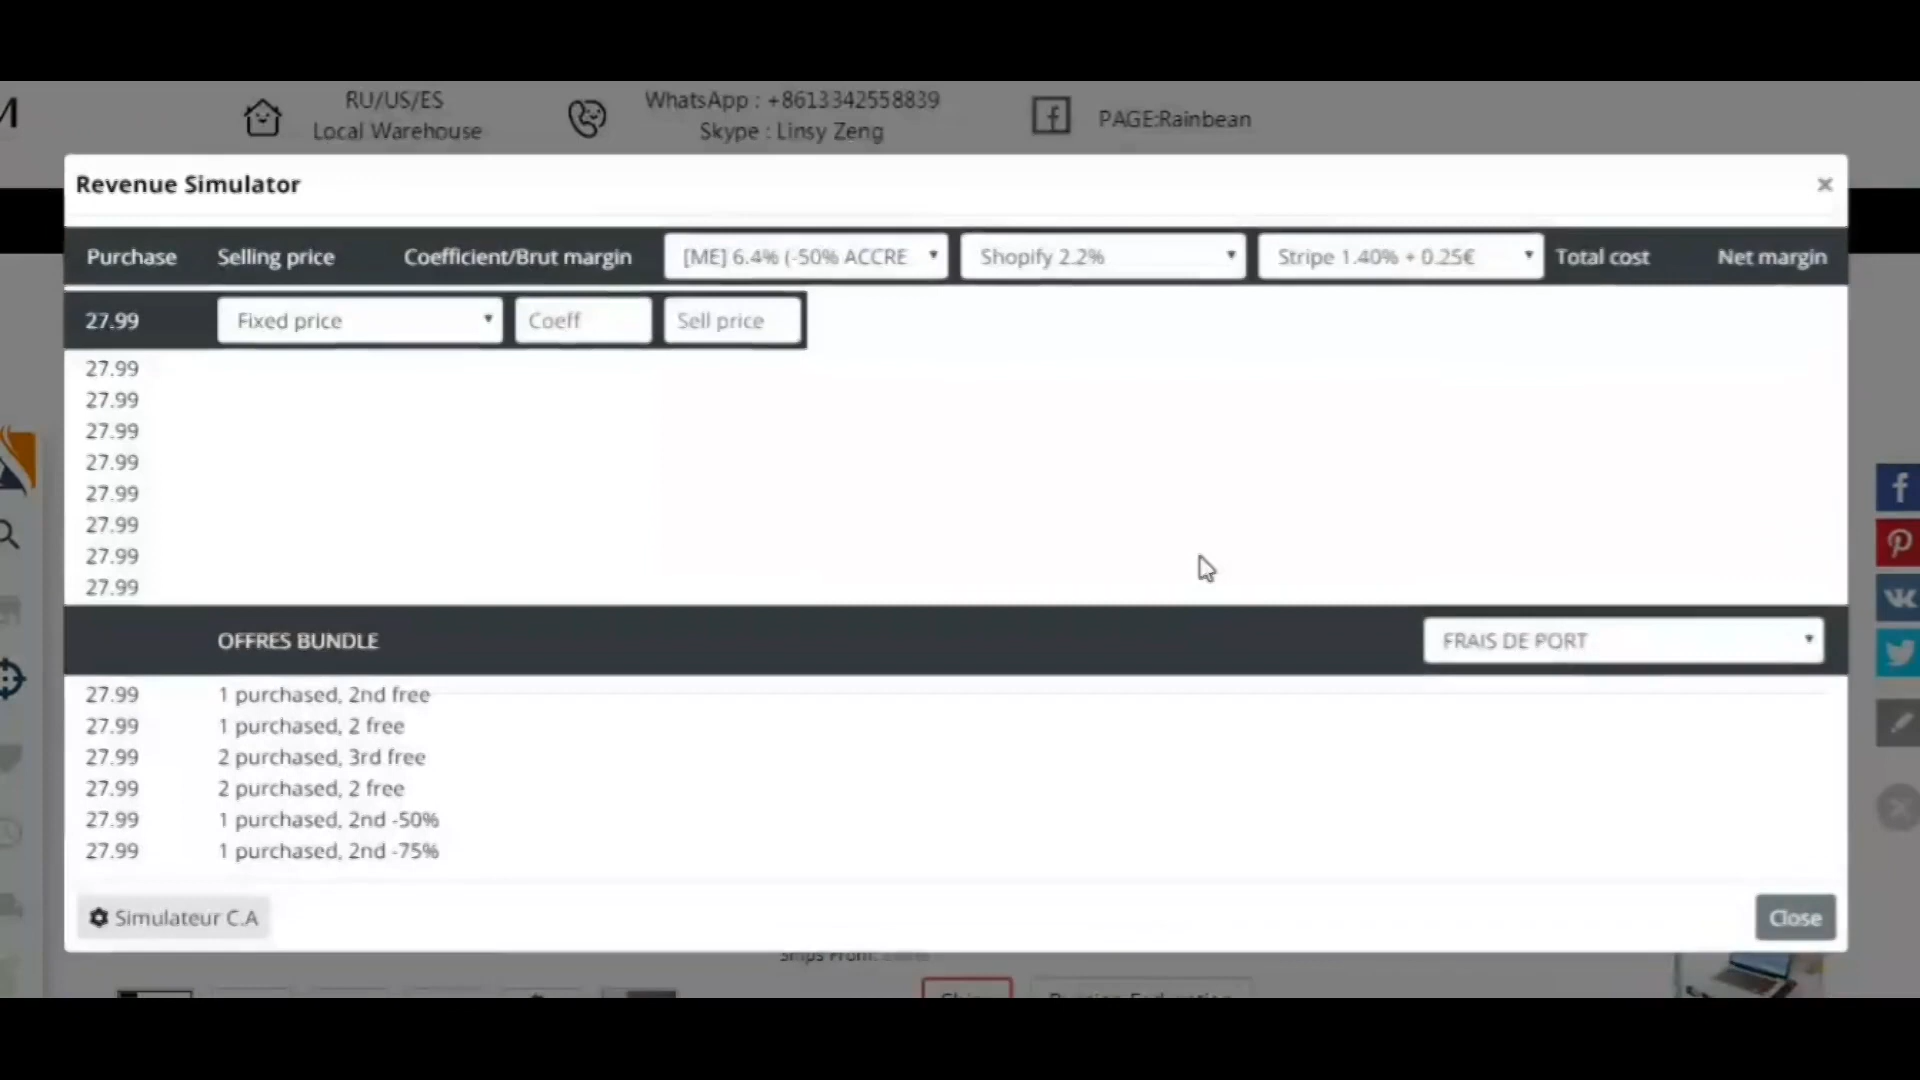 M
RU/US/ES
Local Warehouse
WhatsApp : +8613342558839
Skype : Linsy Zeng
PAGE:Rainbean
Revenue Simulator
×
Purchase Selling price Coefficient/Brut margin [ME] 6.4% (-50% ACCRE Shopify 2.2% Stripe 1.40% + 0.25€ Total cost Net margin
27.99 Fixed price Coeff Sell price
27.99
27.99
27.99
27.99
27.99
27.99
27.99
27.99
OFFRES BUNDLE FRAIS DE PORT
27.99 1 purchased, 2nd free
27.99 1 purchased, 2 free
27.99 2 purchased, 3rd free
27.99 2 purchased, 2 free
27.99 1 purchased, 2nd -50%
27.99 1 purchased, 2nd -75%
Simulateur C.A Close
Ships From: